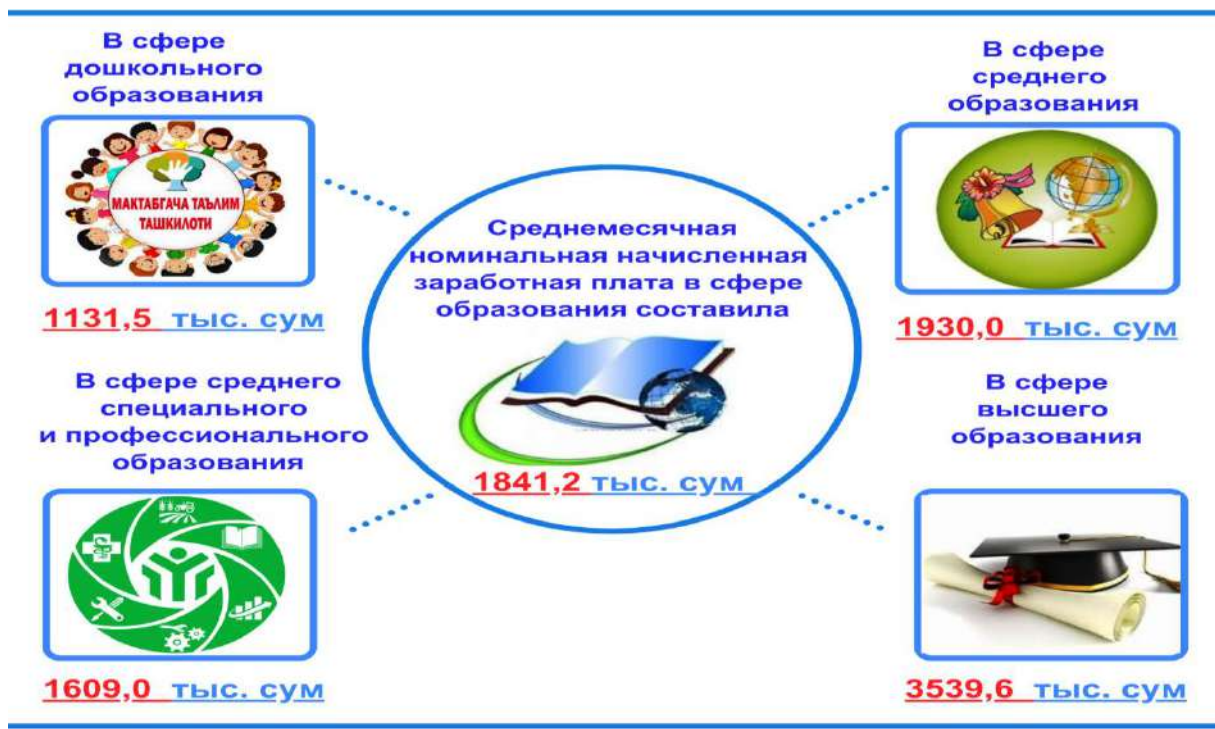 В сфере
дошкольного
образования
МАКТАБГАЧА ТАЪЛИМ
ТАШКИЛОТИ
1131,5 тыс. сум
В сфере
среднего
образования
1930,0 тыс. сум
Среднемесячная
номинальная начисленная
заработная плата в сфере
образования составила
1841,2 тыс. сум
В сфере среднего
специального
и профессионального
образования
1609,0 тыс. сум
В сфере
высшего
образования
3539,6 тыс. сум